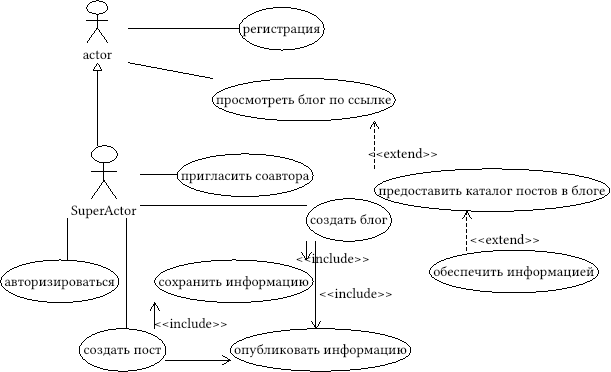 регистрация
actor
просмотреть блог по ссылке
<<extend>>
пригласить соавтора
предоставить каталог постов в блоге
SuperActor
создать блог
<<extend>>
<<include>>
обеспечить информацией
авторизироваться
сохранить информацию
<<include>>
<<include>>
создать пост
опубликовать информацию